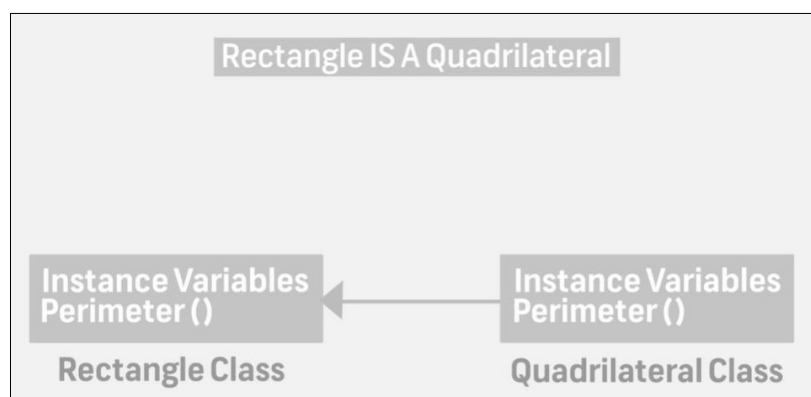 Rectangle IS A Quadrilateral
Instance Variables
Perimeter ()
Rectangle Class
Instance Variables
Perimeter ()
Quadrilateral Class